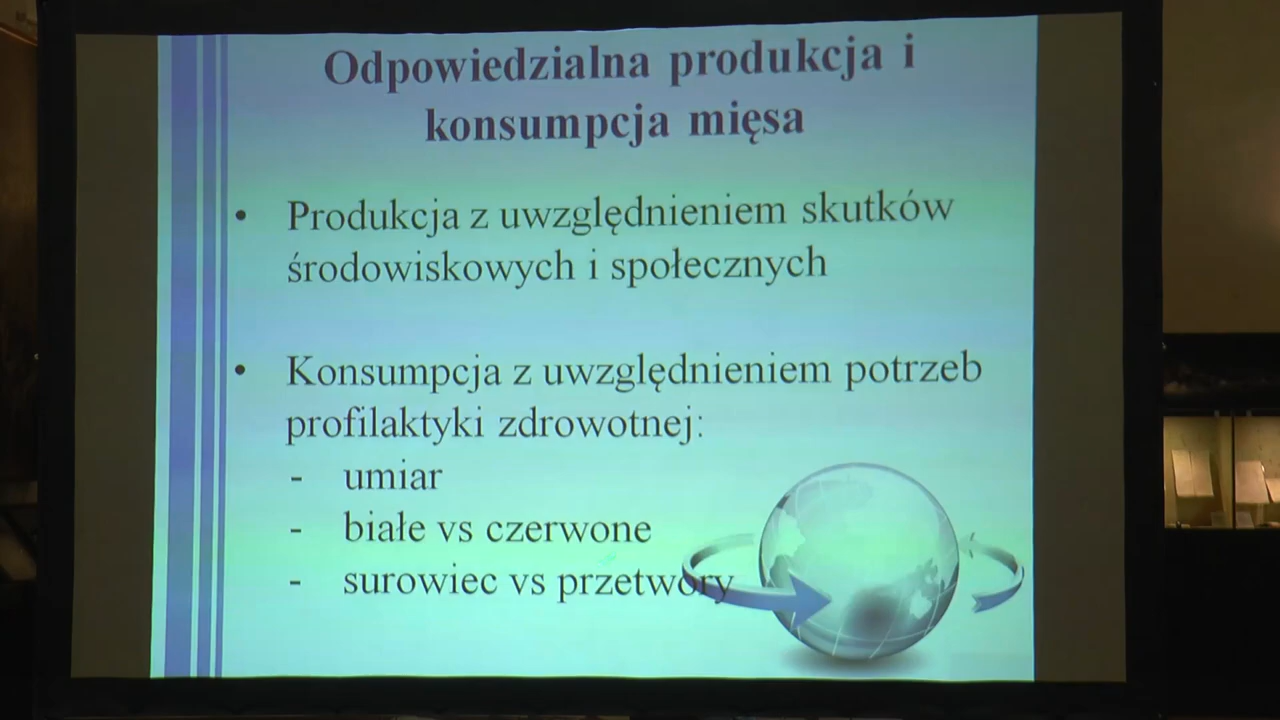 Odpowiedzialna produkcja i
konsumpcja mięsa
• Produkcja z uwzględnieniem skutków
środowiskowych i społecznych
• Konsumpcja z uwzględnieniem potrzeb
profilaktyki zdrowotnej:
- umiar
- białe vs czerwone
- surowiec vs przetwory